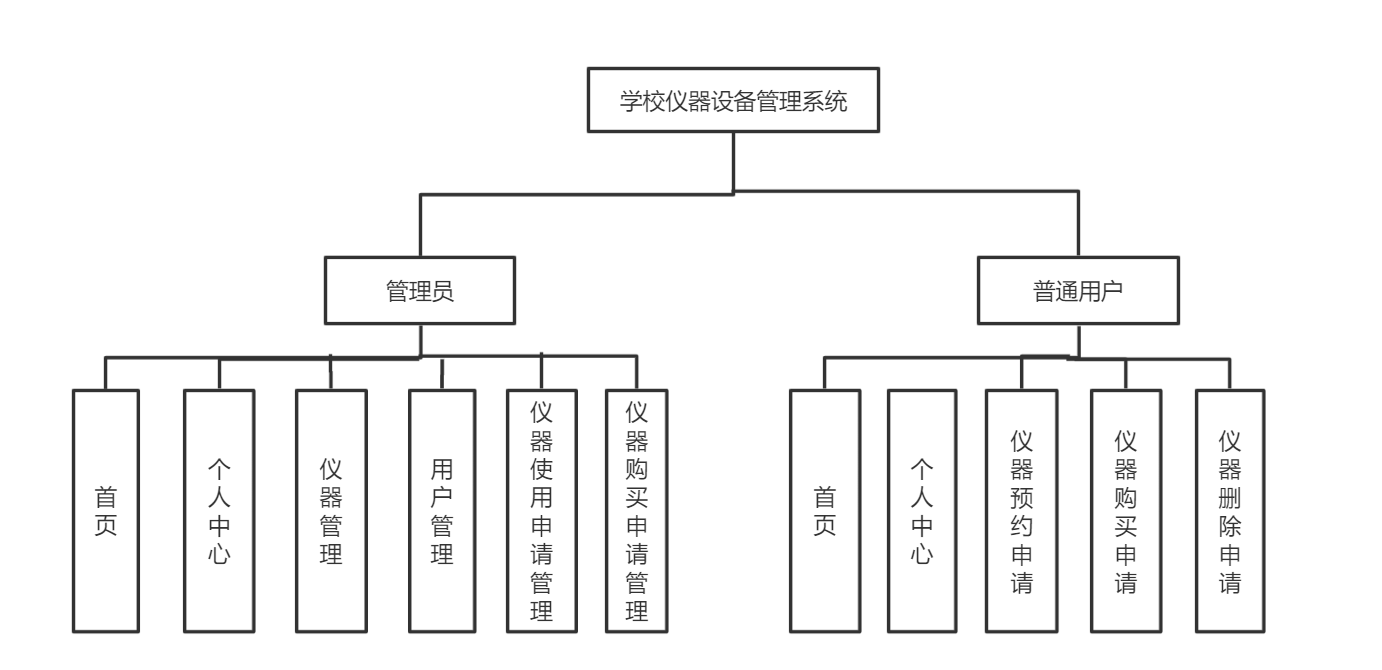 学校仪器设备管理系统
管理员
普通用户
首页
个人中心
仪器管理
用户管理
仪器使用申请管理
仪器购买申请管理
首页
个人中心
仪器预约申请
仪器购买申请
仪器删除申请